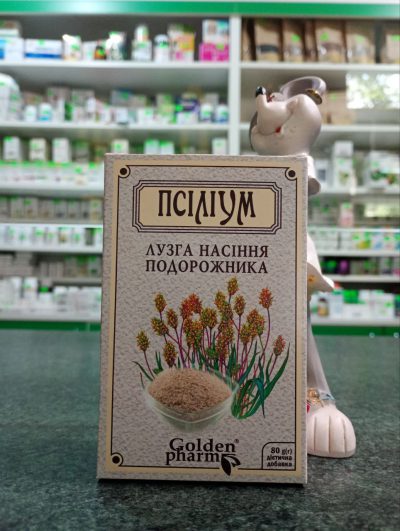 ПСІЛІУМ
ЛУЗГА НАСІННЯ
ПОДОРОЖНИКА
Golden®
pharm
80 g(г)
дієтична
добавка